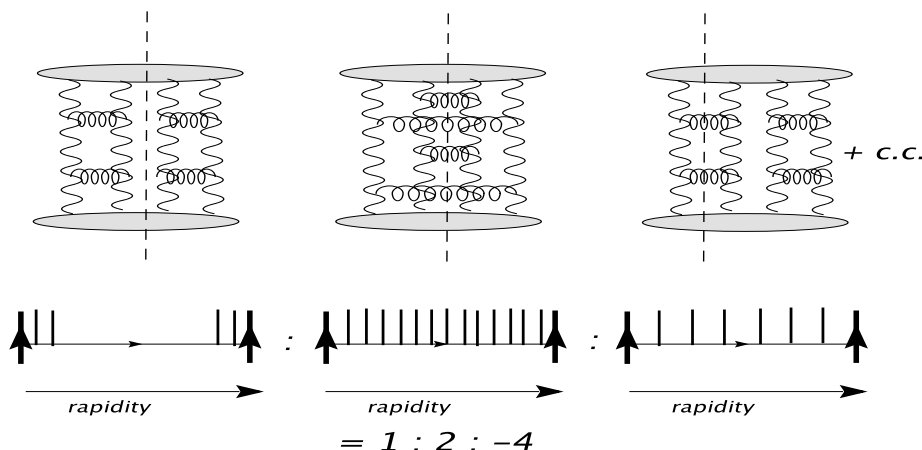 + c.c.
: :
rapidity rapidity rapidity
= 1 : 2 : –4